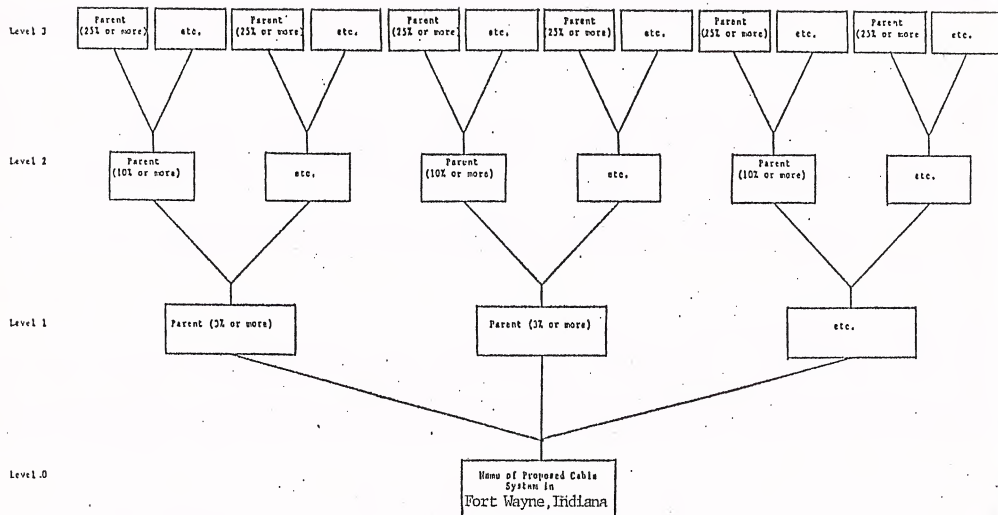 Level 3
Parent
(25% or more)
etc.
Parent
(25% or more)
etc.
Parent
(25% or more)
etc.
Parent
(25% or more)
etc.
Parent
(25% or more)
etc.
Parent
(25% or more)
etc.
Level 2
Parent
(10% or more)
etc.
Parent
(10% or more)
etc.
Parent
(10% or more)
etc.
Level 1
Parent (3% or more)
Parent (3% or more)
etc.
Level 0
Name of Proposed Cable
System in
Fort Wayne, Indiana